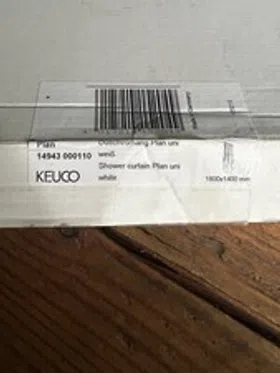 Plan
14943 000110
Duschvorhang Plan uni
weiß
Shower curtain Plan uni
white
KEUCO
1800x1400 mm